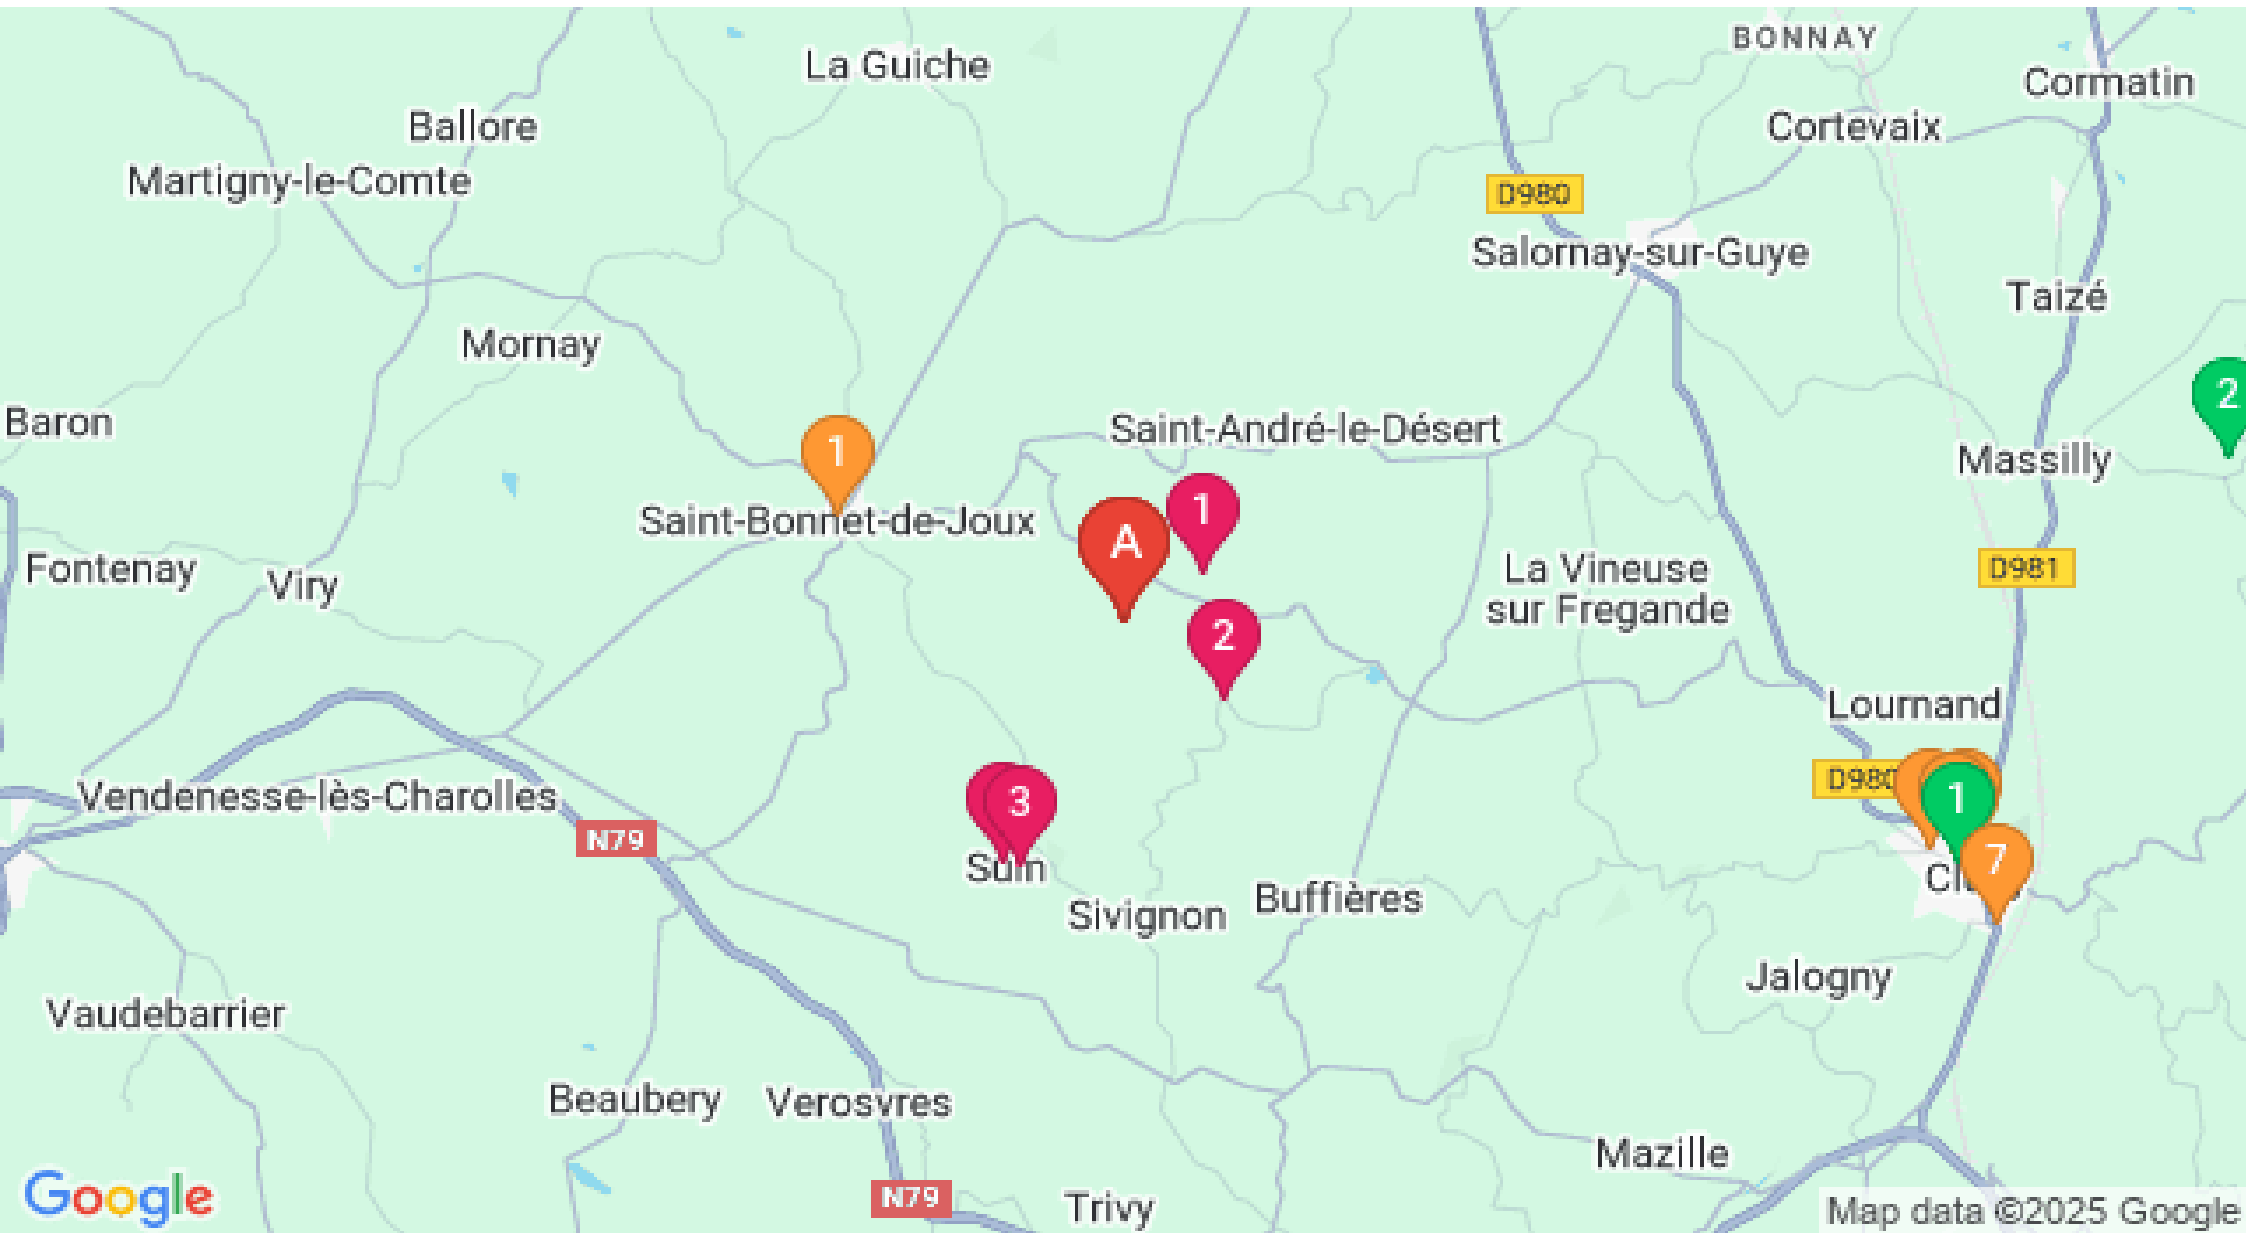 BONNAY
La Guiche
Cormatin
Ballore
Cortevaix
Martigny-le-Comte
D980
Salornay-sur-Guye
Taizé
Mornay
2
Baron
Saint-André-le-Désert
1
Massilly
1
Saint-Bonnet-de-Joux
A
Fontenay
Viry
La Vineuse
sur Fregande
D981
2
Lournand
D980
Vendenesse-lès-Charolles
3
1
N79
7
Suin
Sivignon
Buffières
Jalogny
Vaudebarrier
Beaubery
Verosvres
Mazille
Google
N79
Trivy
Map data ©2025 Google